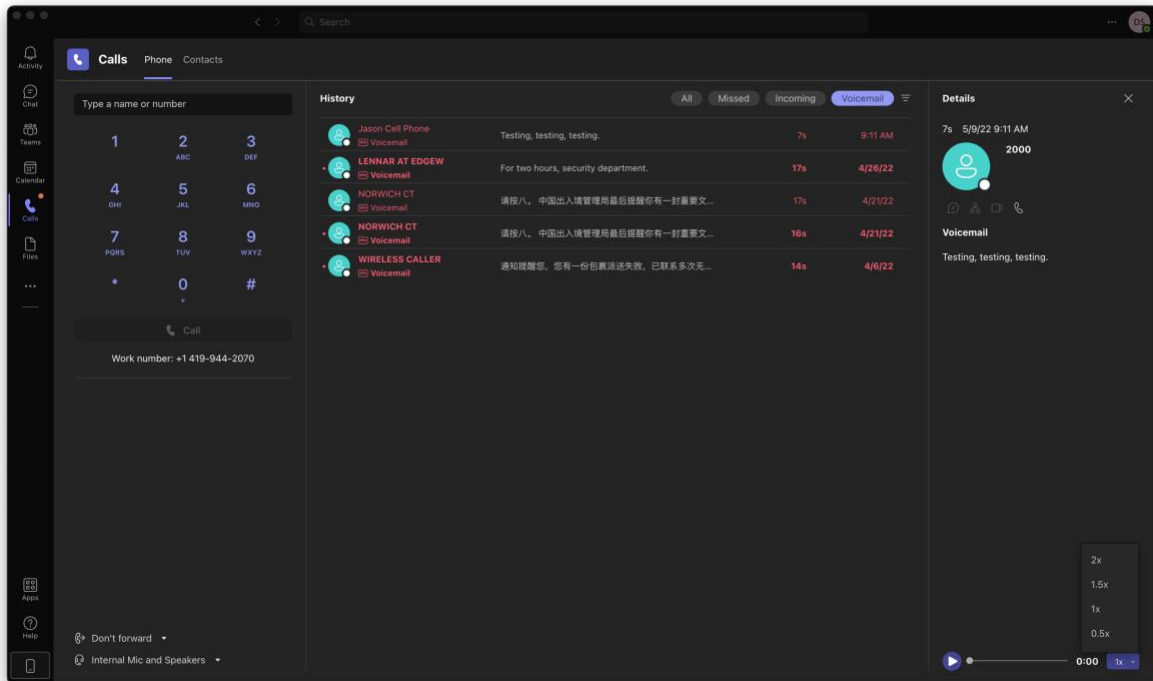 Search
DS
Activity
Chat
Teams
Calendar
Calls
Files
Apps
Help
Calls Phone Contacts
Type a name or number
1 2 3
ABC DEF
4 5 6
GHI JKL MNO
7 8 9
PQRS TUV WXYZ
* 0 #
+
Call
Work number: +1 419-944-2070
Don't forward
Internal Mic and Speakers
History All Missed Incoming Voicemail
Jason Cell Phone
Voicemail
Testing, testing, testing. 7s 9:11 AM
LENNAR AT EDGEW
Voicemail
For two hours, security department. 17s 4/26/22
NORWICH CT
Voicemail
请按八。 中国出入境管理局最后提醒你有一封重要文... 17s 4/21/22
NORWICH CT
Voicemail
请按八。 中国出入境管理局最后提醒你有一封重要文... 16s 4/21/22
WIRELESS CALLER
Voicemail
通知提醒您，您有一份包裹派送失败，已联系多次无... 14s 4/6/22
Details
7s 5/9/22 9:11 AM
2000
Voicemail
Testing, testing, testing.
2x
1.5x
1x
0.5x
0:00 1x